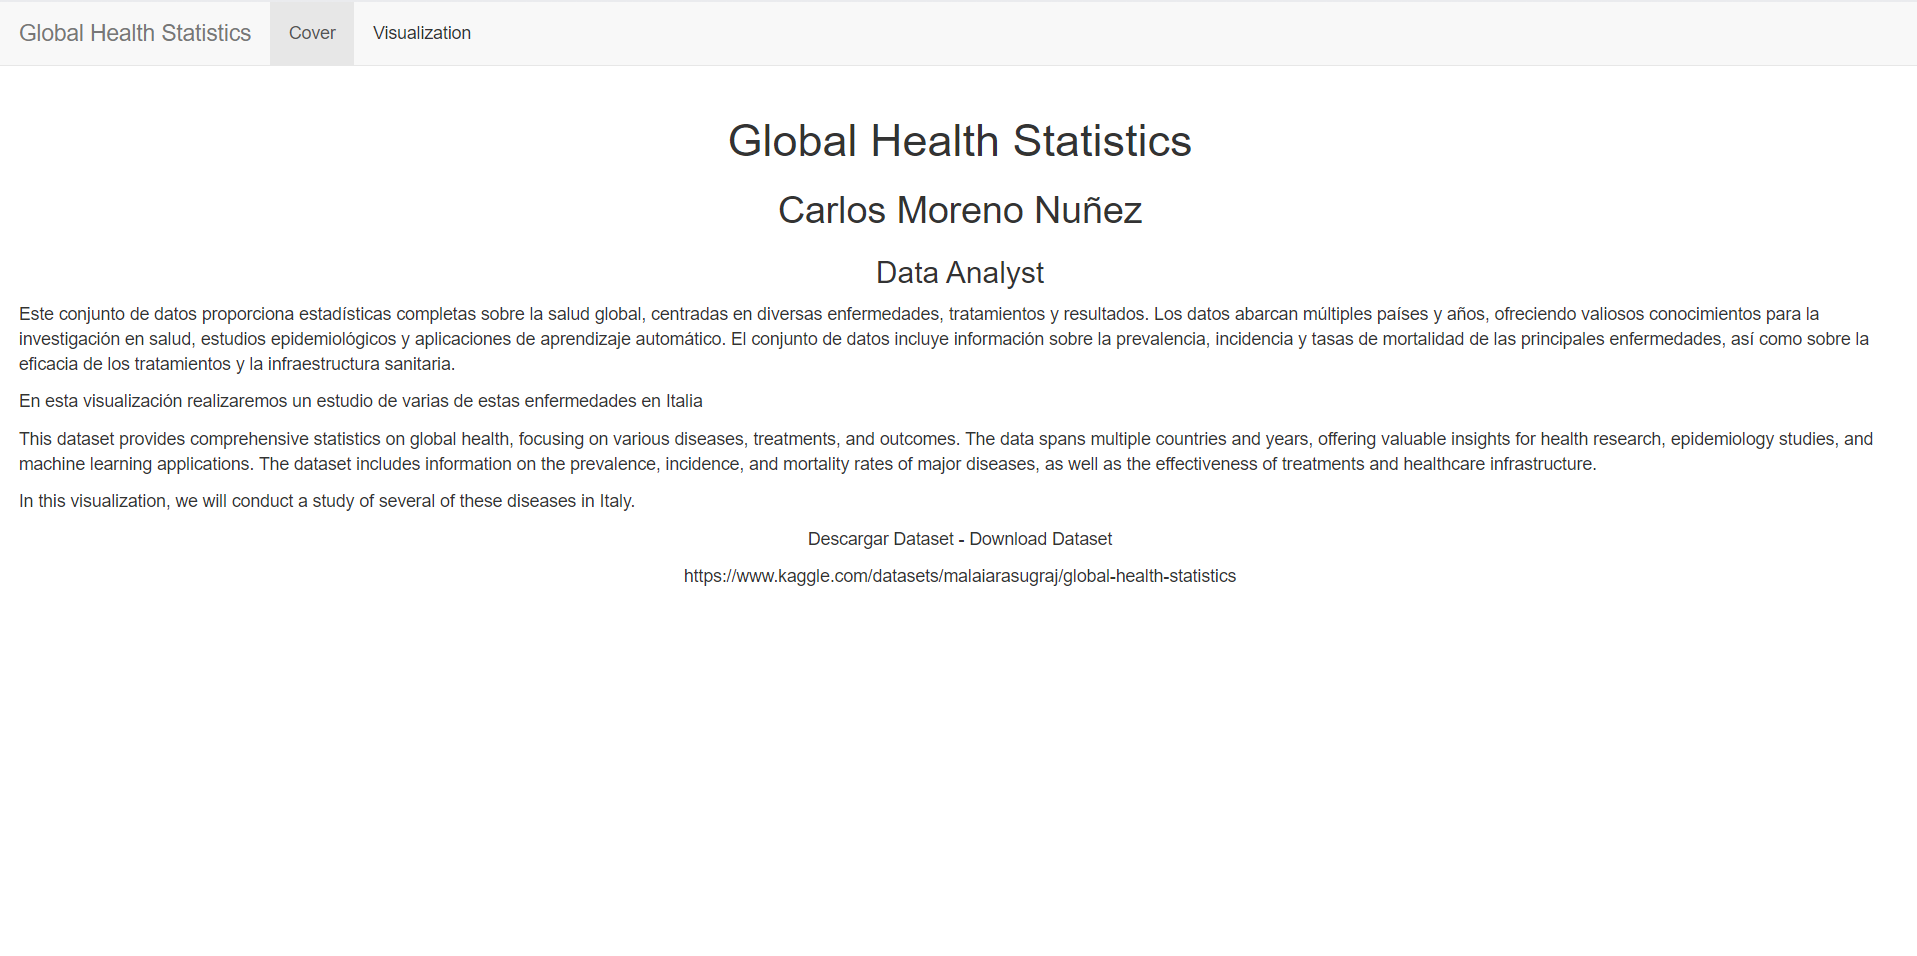 Global Health Statistics
Cover
Visualization
Global Health Statistics
Carlos Moreno Nuñez
Data Analyst
Este conjunto de datos proporciona estadísticas completas sobre la salud global, centradas en diversas enfermedades, tratamientos y resultados. Los datos abarcan múltiples países y años, ofreciendo valiosos conocimientos para la
investigación en salud, estudios epidemiológicos y aplicaciones de aprendizaje automático. El conjunto de datos incluye información sobre la prevalencia, incidencia y tasas de mortalidad de las principales enfermedades, así como sobre la
eficacia de los tratamientos y la infraestructura sanitaria.
En esta visualización realizaremos un estudio de varias de estas enfermedades en Italia
This dataset provides comprehensive statistics on global health, focusing on various diseases, treatments, and outcomes. The data spans multiple countries and years, offering valuable insights for health research, epidemiology studies, and
machine learning applications. The dataset includes information on the prevalence, incidence, and mortality rates of major diseases, as well as the effectiveness of treatments and healthcare infrastructure.
In this visualization, we will conduct a study of several of these diseases in Italy.
Descargar Dataset - Download Dataset
https://www.kaggle.com/datasets/malaiarasugraj/global-health-statistics